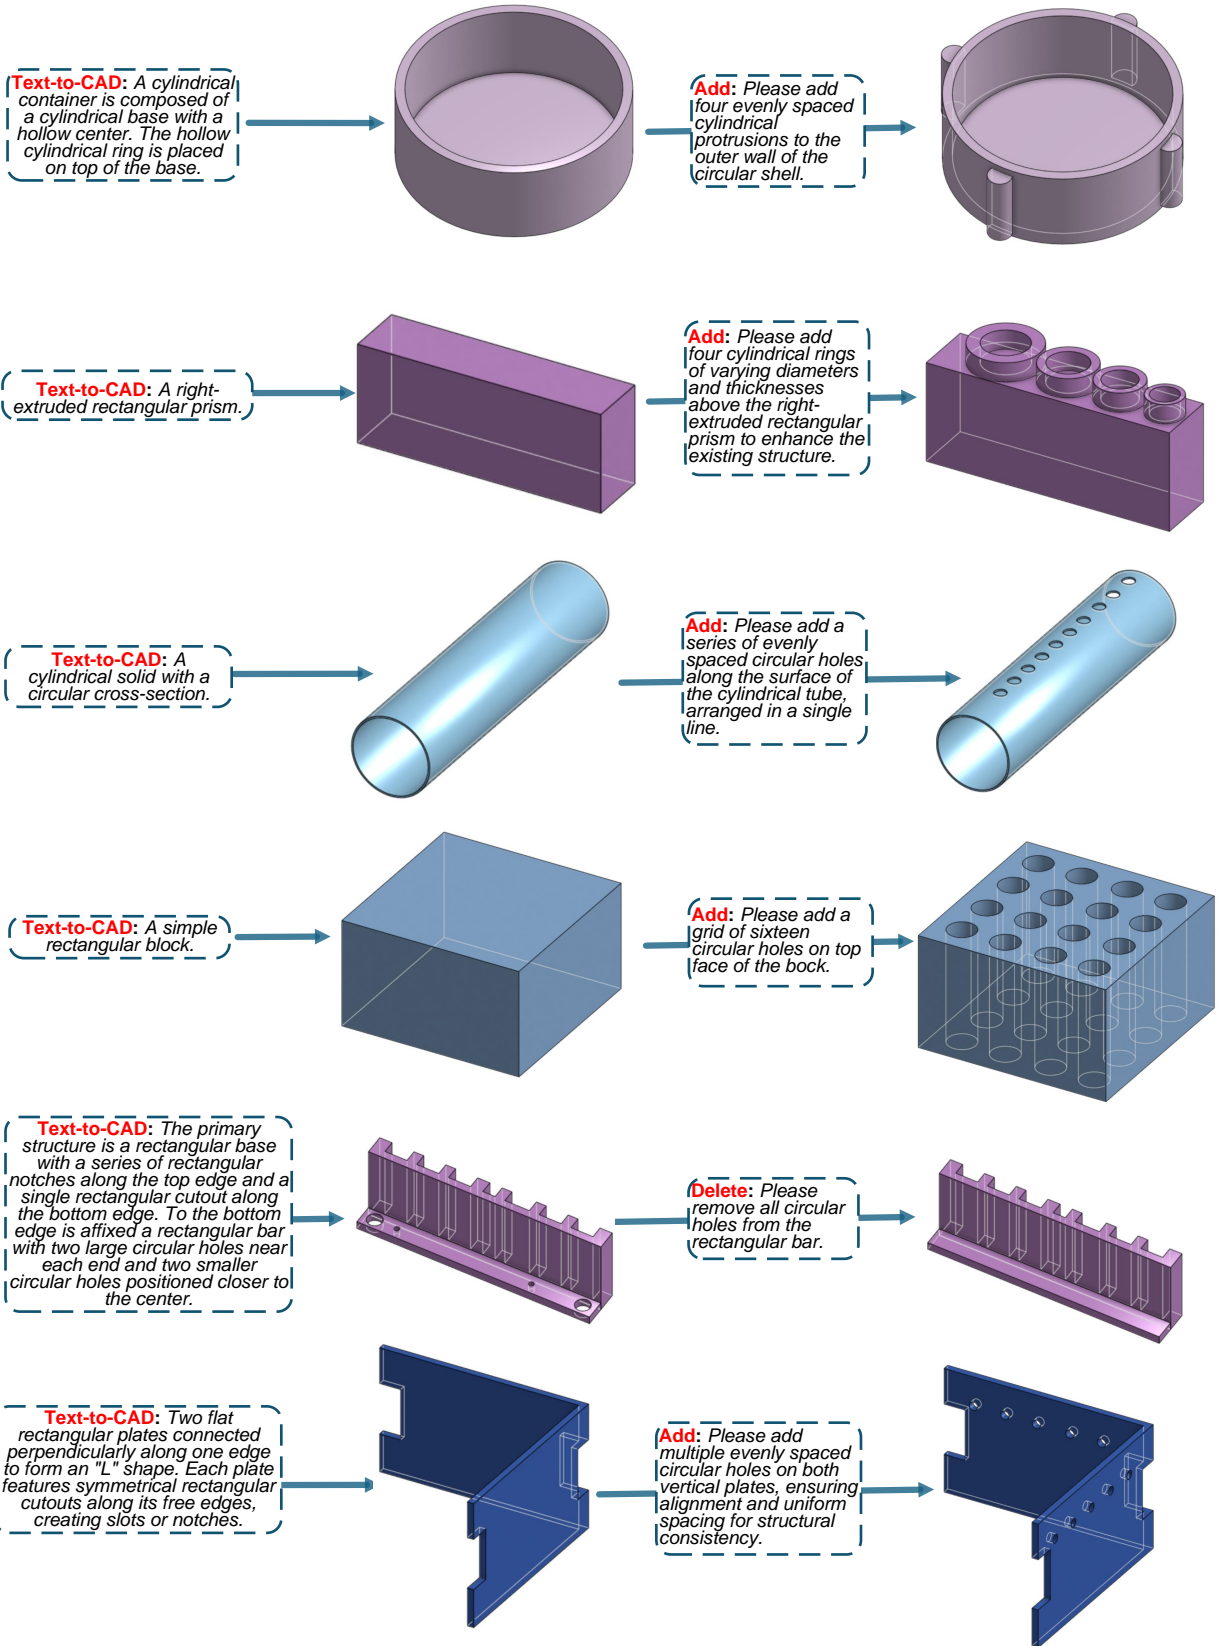 Text-to-CAD: A cylindrical
container is composed of
a cylindrical base with a
hollow center. The hollow
cylindrical ring is placed
on top of the base.
Add: Please add
four evenly spaced
cylindrical
protrusions to the
outer wall of the
circular shell.
Text-to-CAD: A right-
extruded rectangular prism.
Add: Please add
four cylindrical rings
of varying diameters
and thicknesses
above the right-
extruded rectangular
prism to enhance the
existing structure.
Text-to-CAD: A
cylindrical solid with a
circular cross-section.
Add: Please add a
series of evenly
spaced circular holes
along the surface of
the cylindrical tube,
arranged in a single
line.
Text-to-CAD: A simple
rectangular block.
Add: Please add a
grid of sixteen
circular holes on top
face of the bock.
Text-to-CAD: The primary
structure is a rectangular base
with a series of rectangular
notches along the top edge and a
single rectangular cutout along
the bottom edge. To the bottom
edge is affixed a rectangular bar
with two large circular holes near
each end and two smaller
circular holes positioned closer to
the center.
Delete: Please
remove all circular
holes from the
rectangular bar.
Text-to-CAD: Two flat
rectangular plates connected
perpendicularly along one edge
to form an "L" shape. Each plate
features symmetrical rectangular
cutouts along its free edges,
creating slots or notches.
Add: Please add
multiple evenly spaced
circular holes on both
vertical plates, ensuring
alignment and uniform
spacing for structural
consistency.